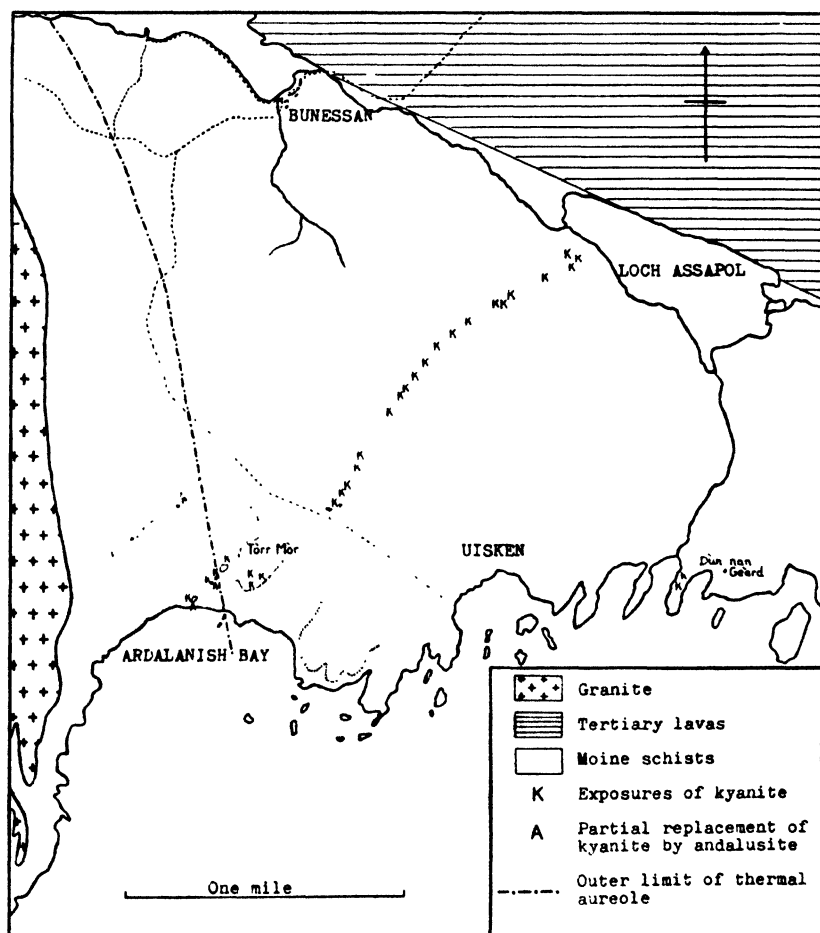 BUNESSAN
LOCH ASSAPOL
Torr Mor
UISKEN
Dùn nan
Geard
ARDALANISH BAY
Granite
Tertiary lavas
Moine schists
K Exposures of kyanite
A Partial replacement of
kyanite by andalusite
Outer limit of thermal
aureole
One mile